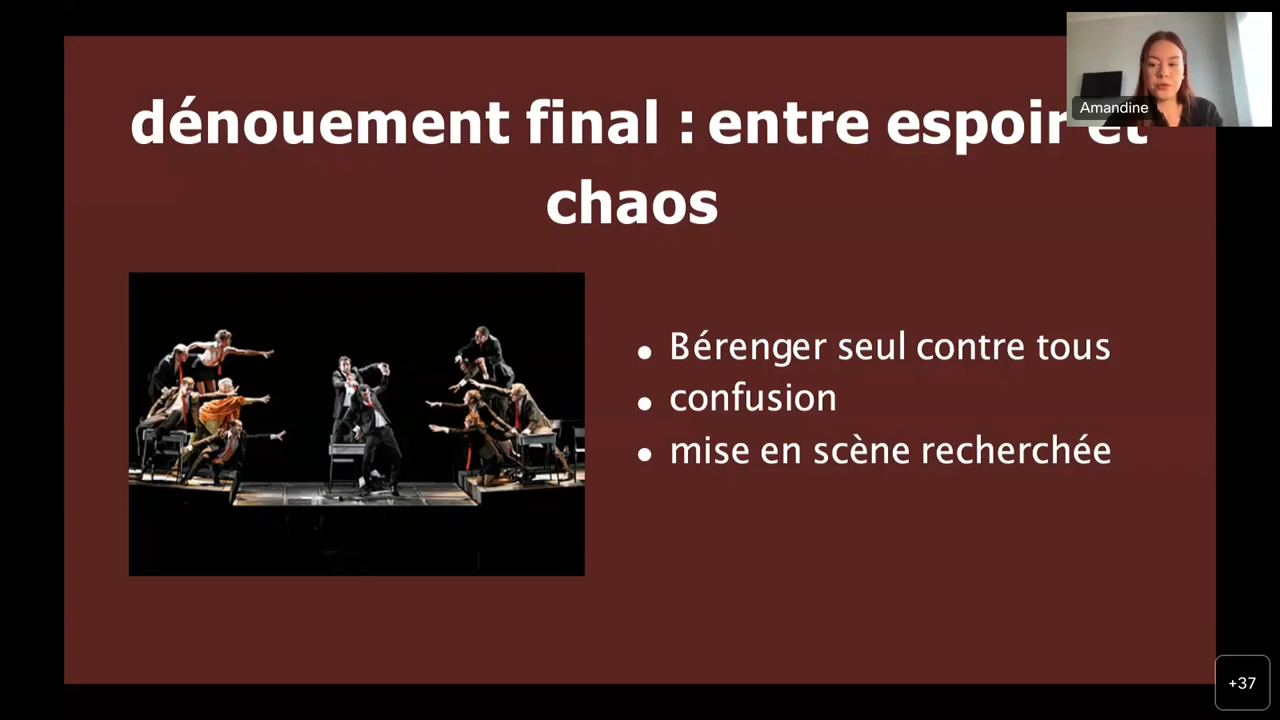 dénouement final : entre espoir et
chaos
Amandine
• Bérenger seul contre tous
• confusion
• mise en scène recherchée
+37